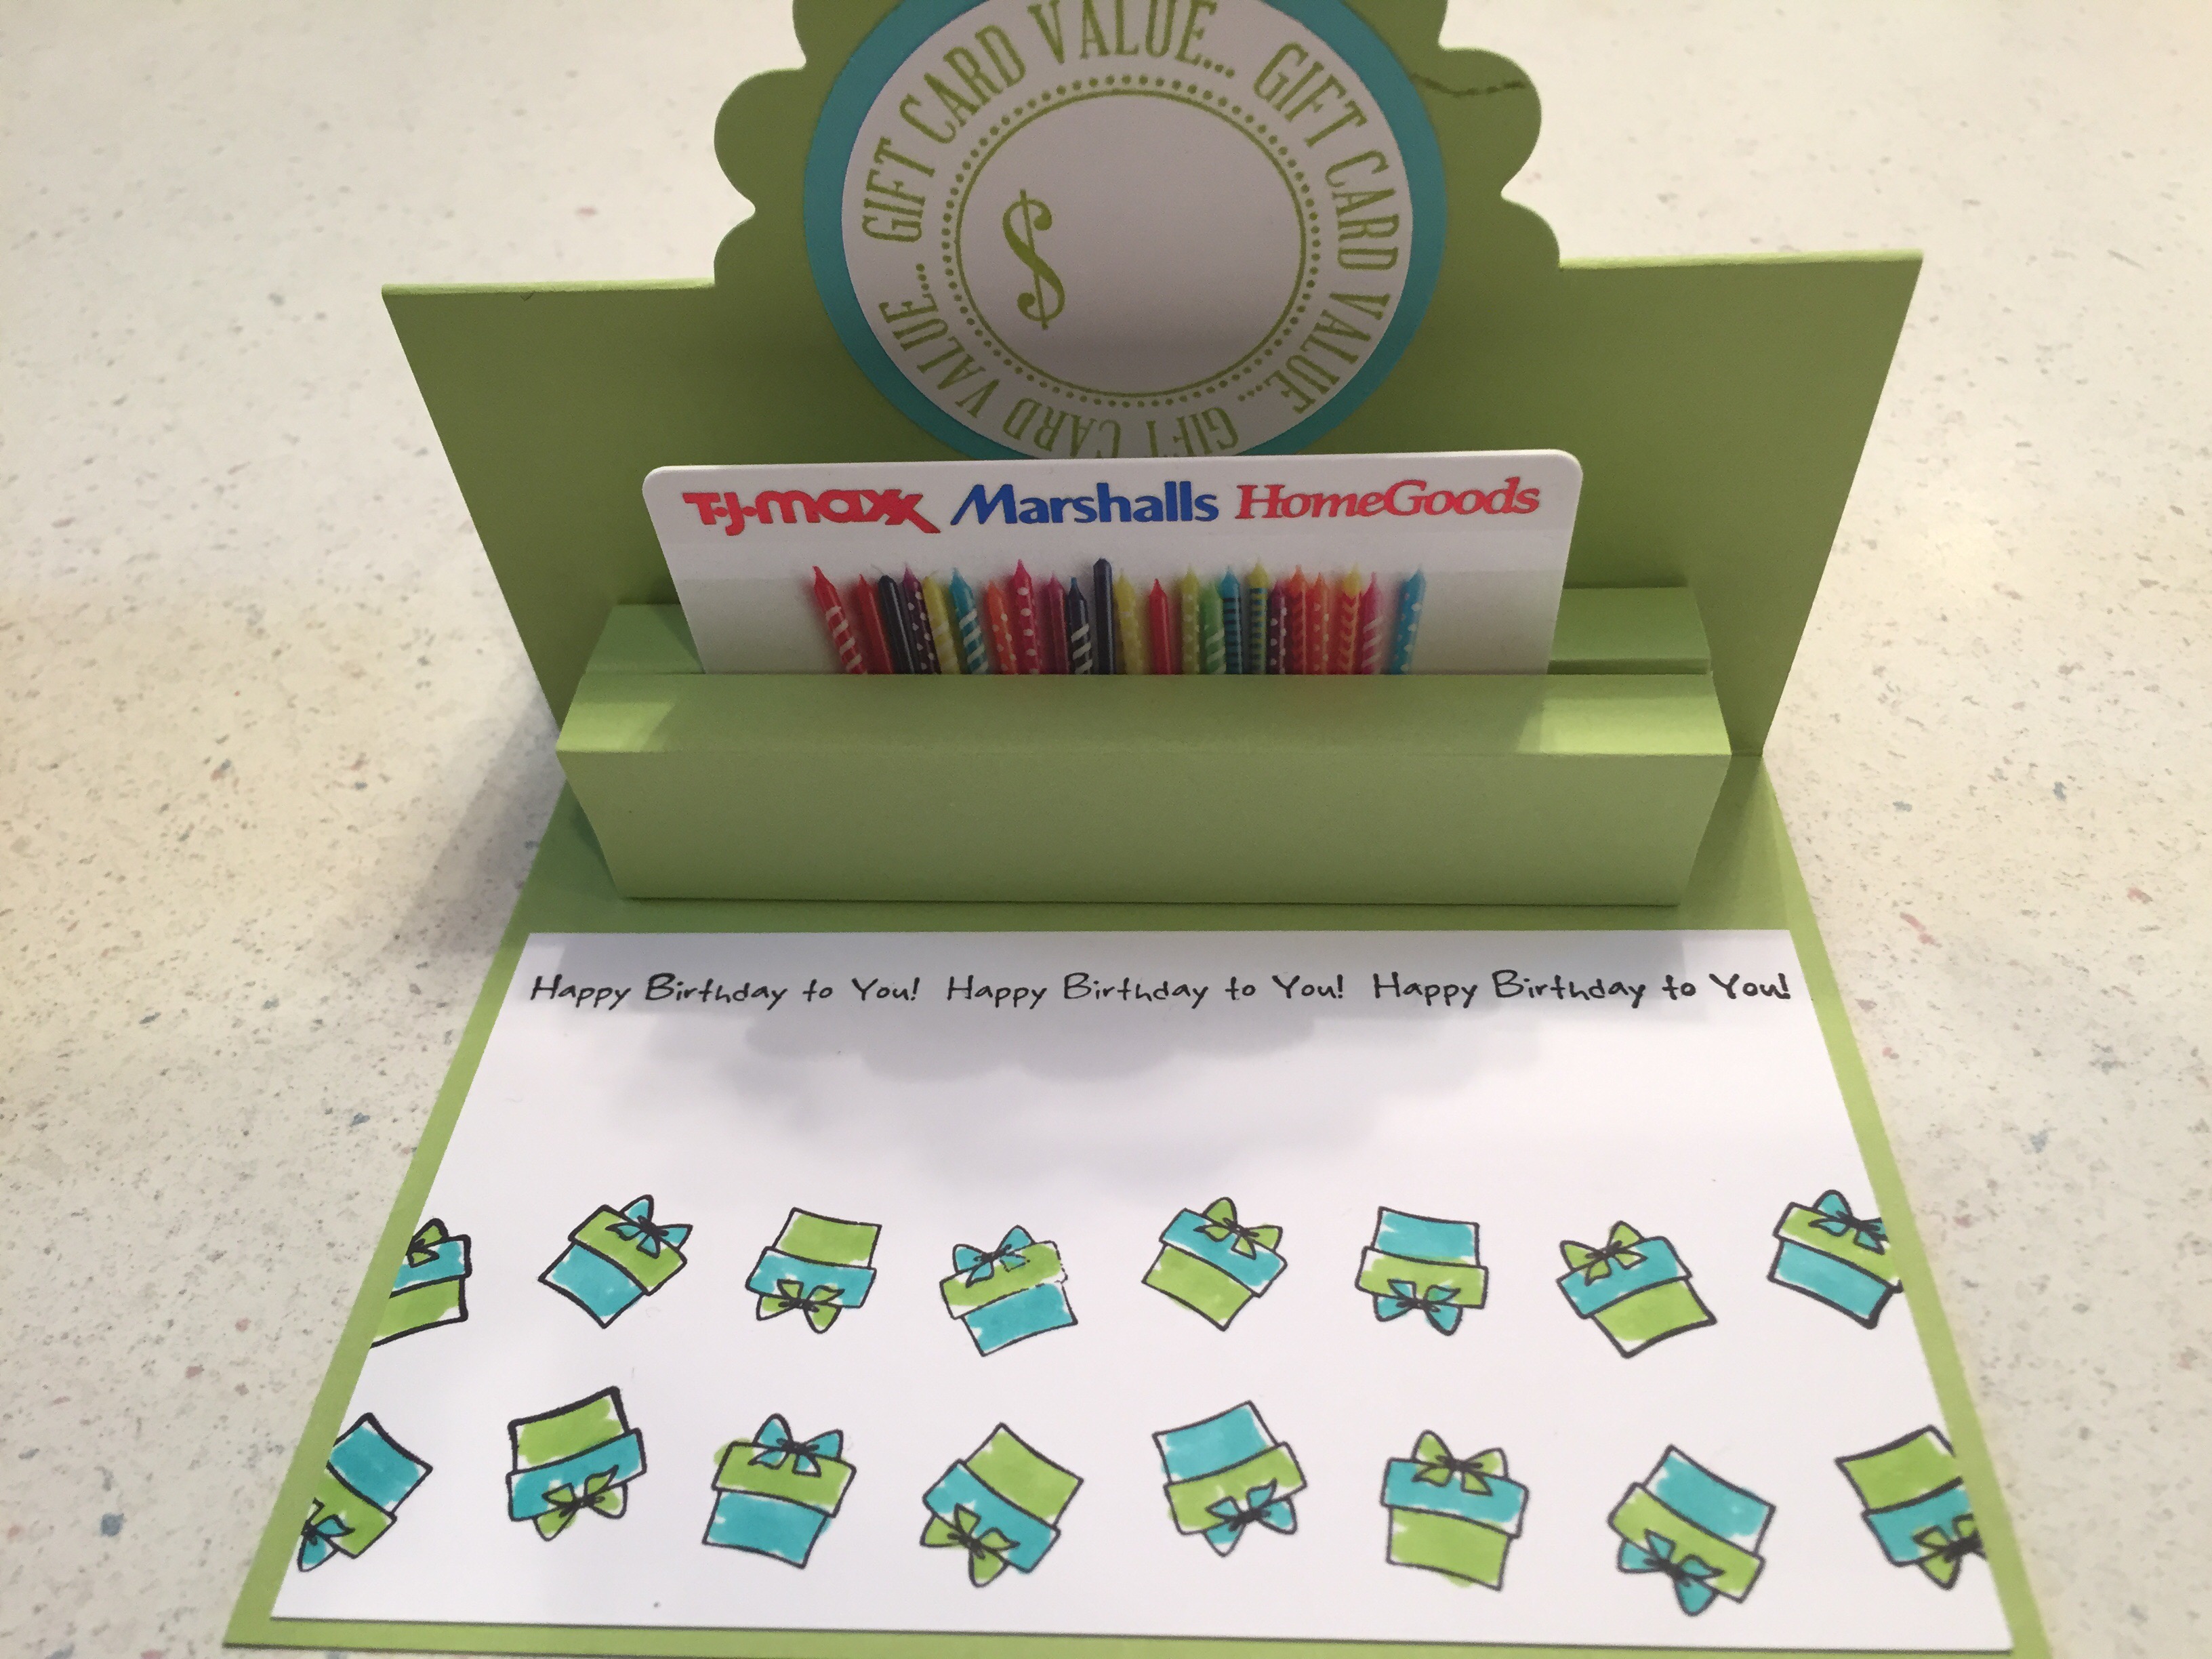 GIFT CARD VALUE... GIFT CARD VALUE... GIFT CARD VALUE...
$
T·J·maxx Marshalls HomeGoods
Happy Birthday to You! Happy Birthday to You! Happy Birthday to You!